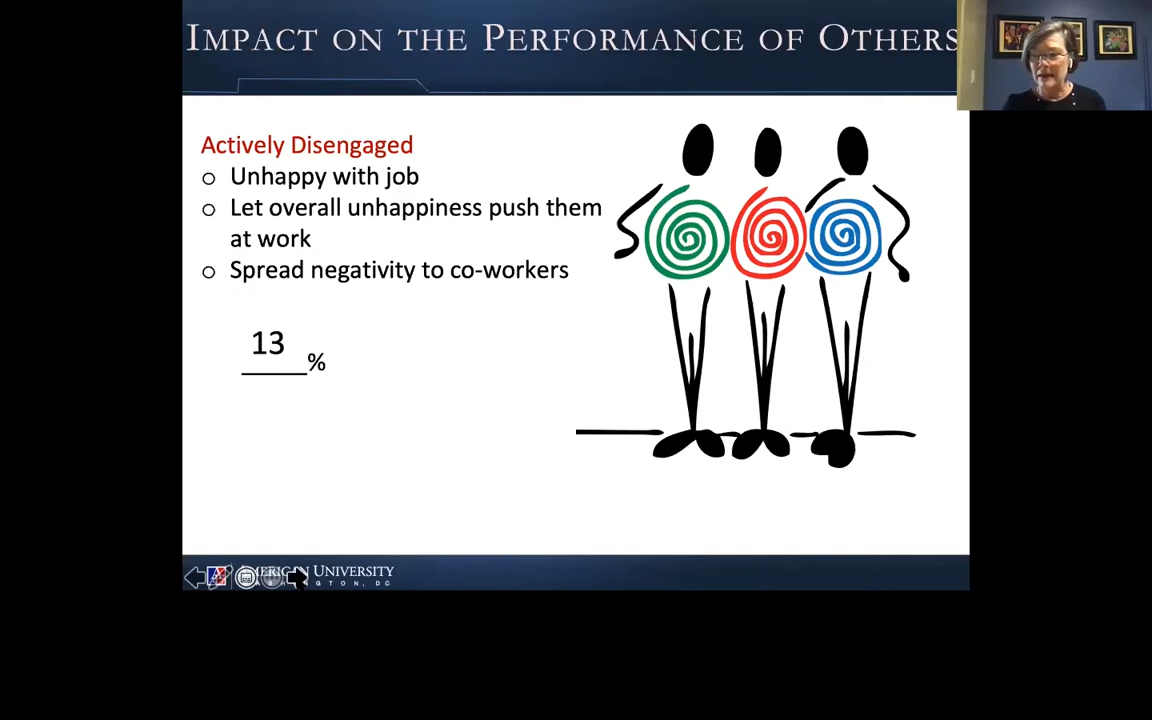 IMPACT ON THE PERFORMANCE OF OTHERS
Actively Disengaged
o Unhappy with job
o Let overall unhappiness push them
at work
o Spread negativity to co-workers
13
%
UNIVERSITY